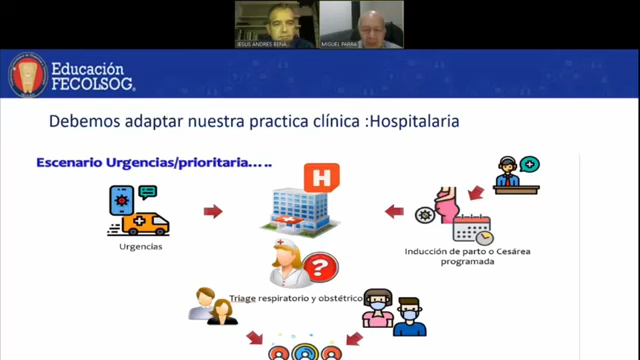 JESUS ANDRES BENA
MIGUEL PARRA
Educación
FECOLSOG.
Debemos adaptar nuestra practica clínica :Hospitalaria
Escenario Urgencias/prioritaria.....
H
Urgencias
Inducción de parto o Cesárea
programada
?
Triage respiratorio y obstétrico